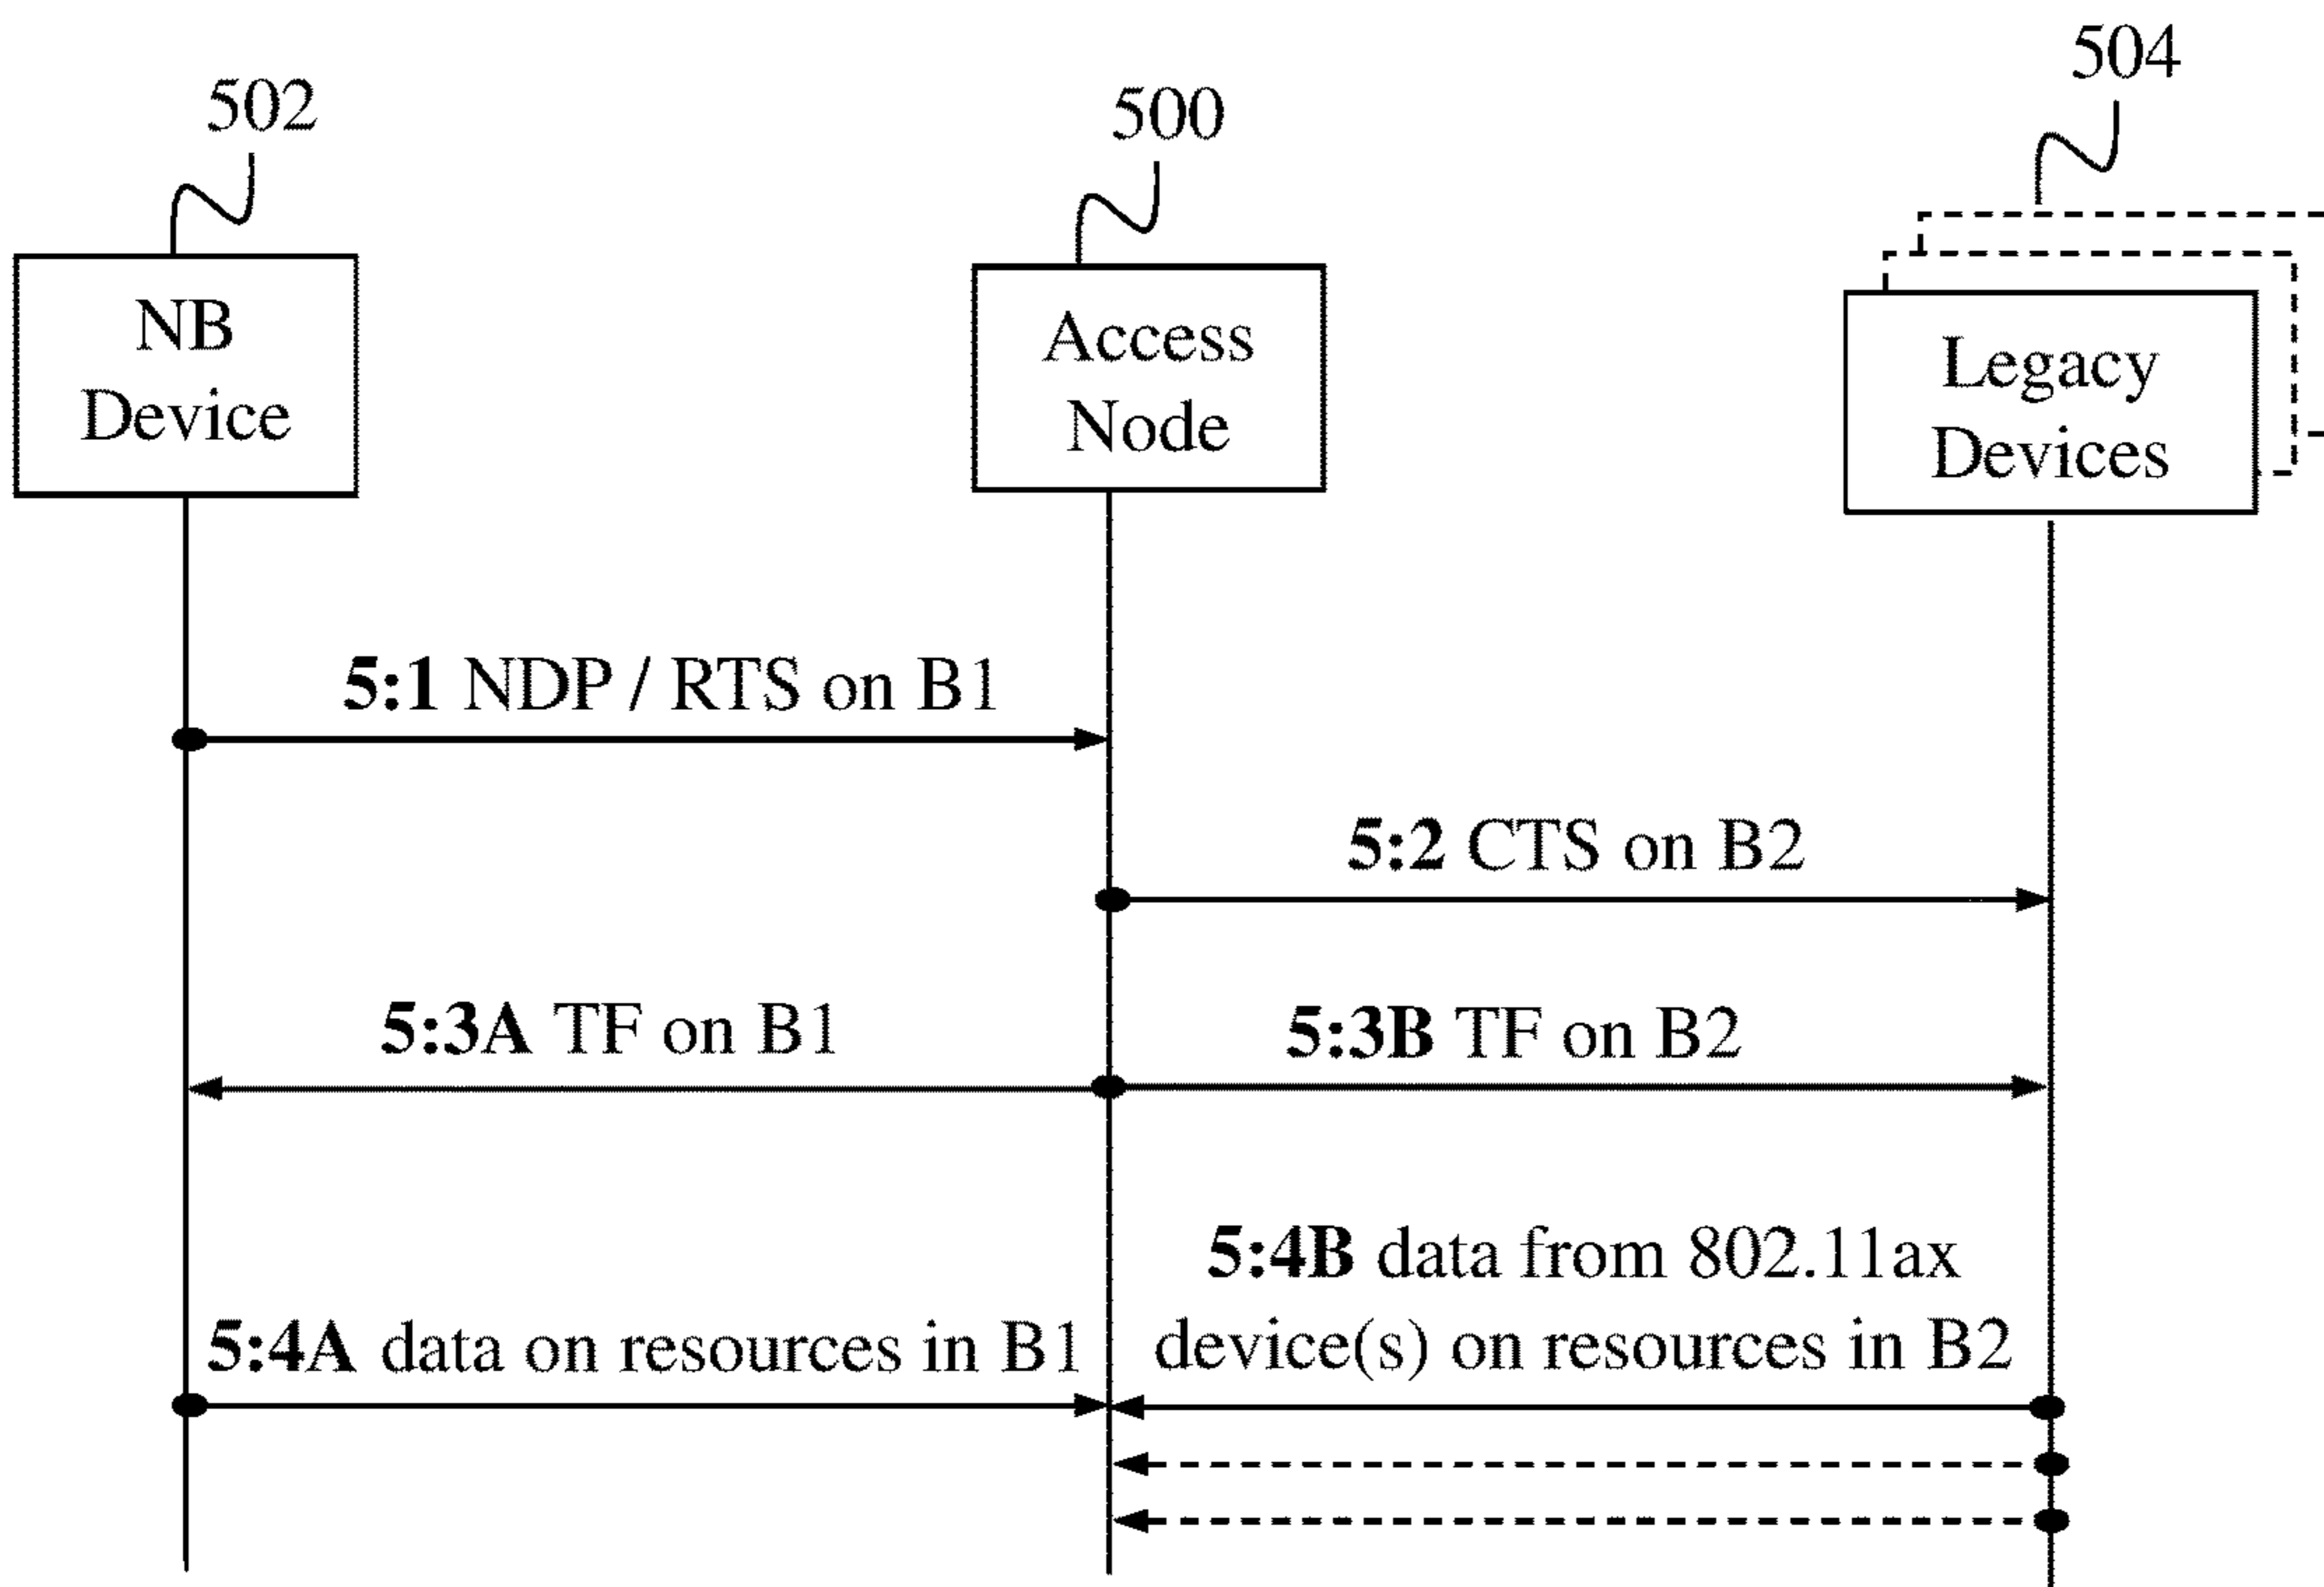 504
502
500
NB
Device
Access
Node
Legacy
Devices
5:1 NDP / RTS on B1
5:2 CTS on B2
5:3A TF on B1
5:3B TF on B2
5:4B data from 802.11ax
device(s) on resources in B2
5:4A data on resources in B1